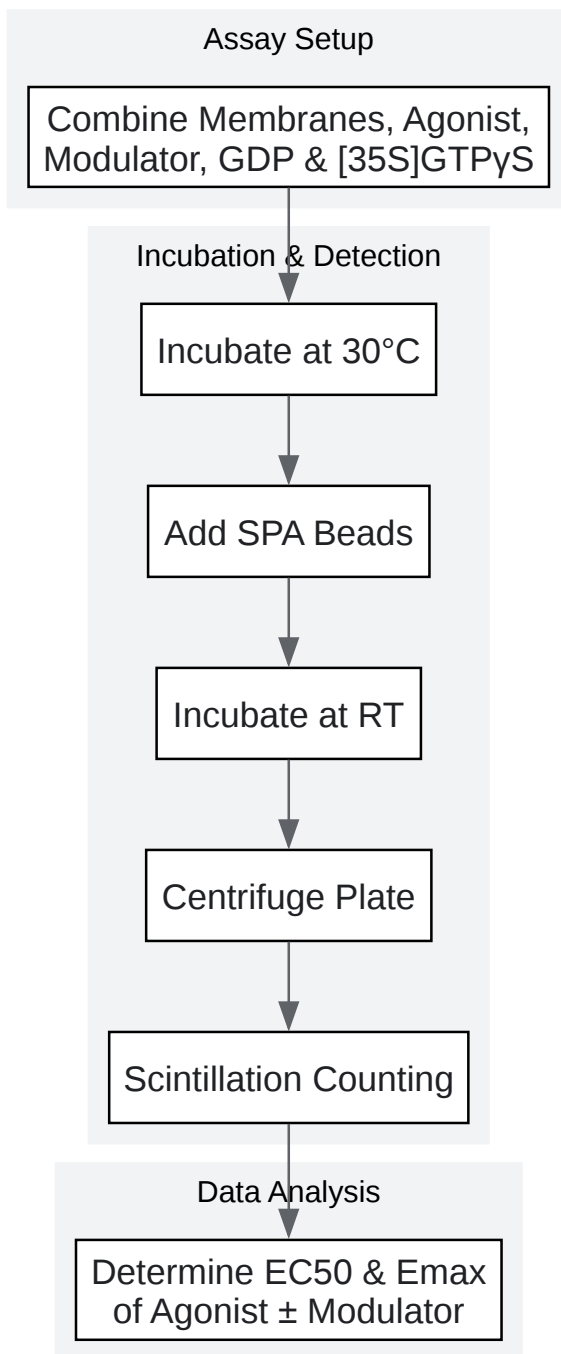 Assay Setup
Combine Membranes, Agonist,
Modulator, GDP & [35S]GTPγS
Incubation & Detection
Incubate at 30°C
Add SPA Beads
Incubate at RT
Centrifuge Plate
Scintillation Counting
Data Analysis
Determine EC50 & Emax
of Agonist ± Modulator